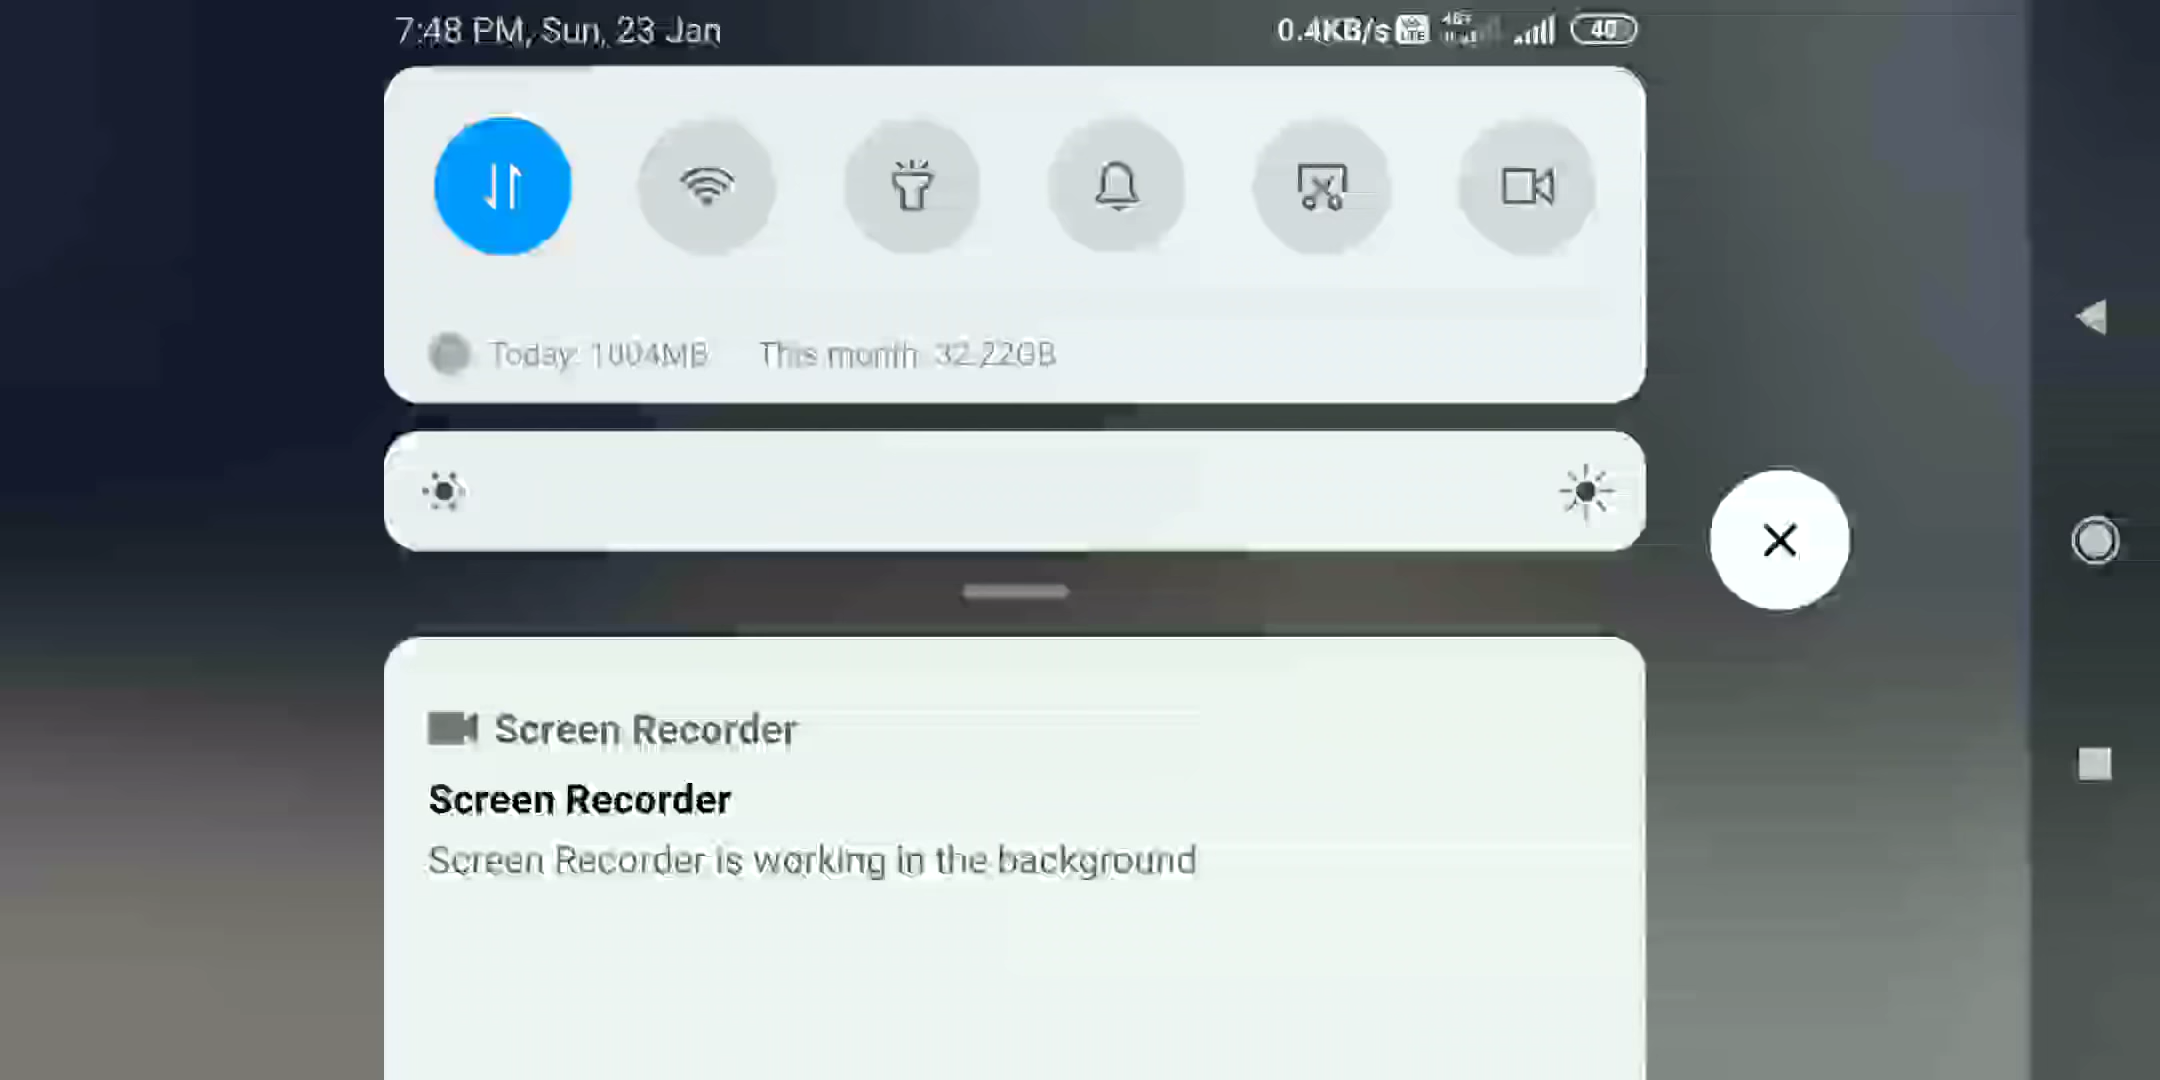 7:48 PM, Sun, 23 Jan
0.4KB/s 40
Today: 1004MB This month: 32.22GB
Screen Recorder
Screen Recorder
Screen Recorder is working in the background